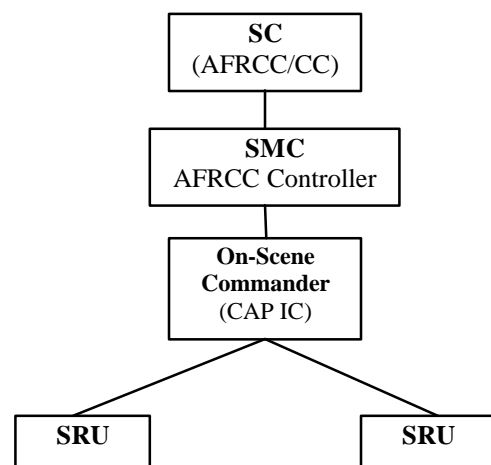 SC
(AFRCC/CC)
SMC
AFRCC Controller
On-Scene
Commander
(CAP IC)
SRU
SRU